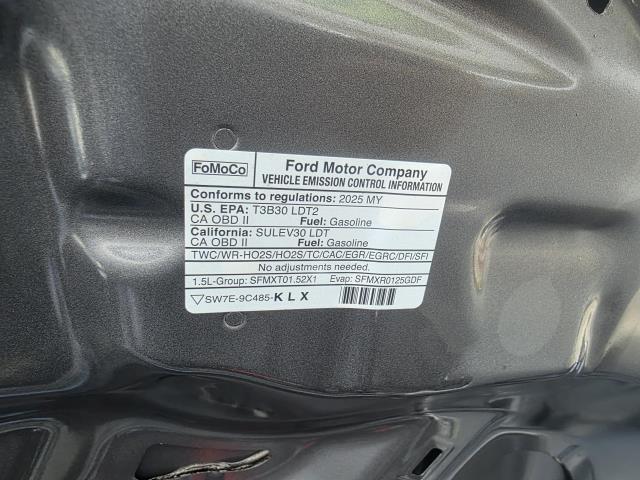 FoMoCo
Ford Motor Company
VEHICLE EMISSION CONTROL INFORMATION
Conforms to regulations: 2025 MY
U.S. EPA: T3B30 LDT2
CA OBD II Fuel: Gasoline
California: SULEV30 LDT
CA OBD II Fuel: Gasoline
TWC/WR-HO2S/HO2S/TC/CAC/EGR/EGRC/DFI/SFI
No adjustments needed.
1.5L-Group: SFMXT01.52X1 Evap: SFMXR0125GDF
SW7E-9C485-KLX